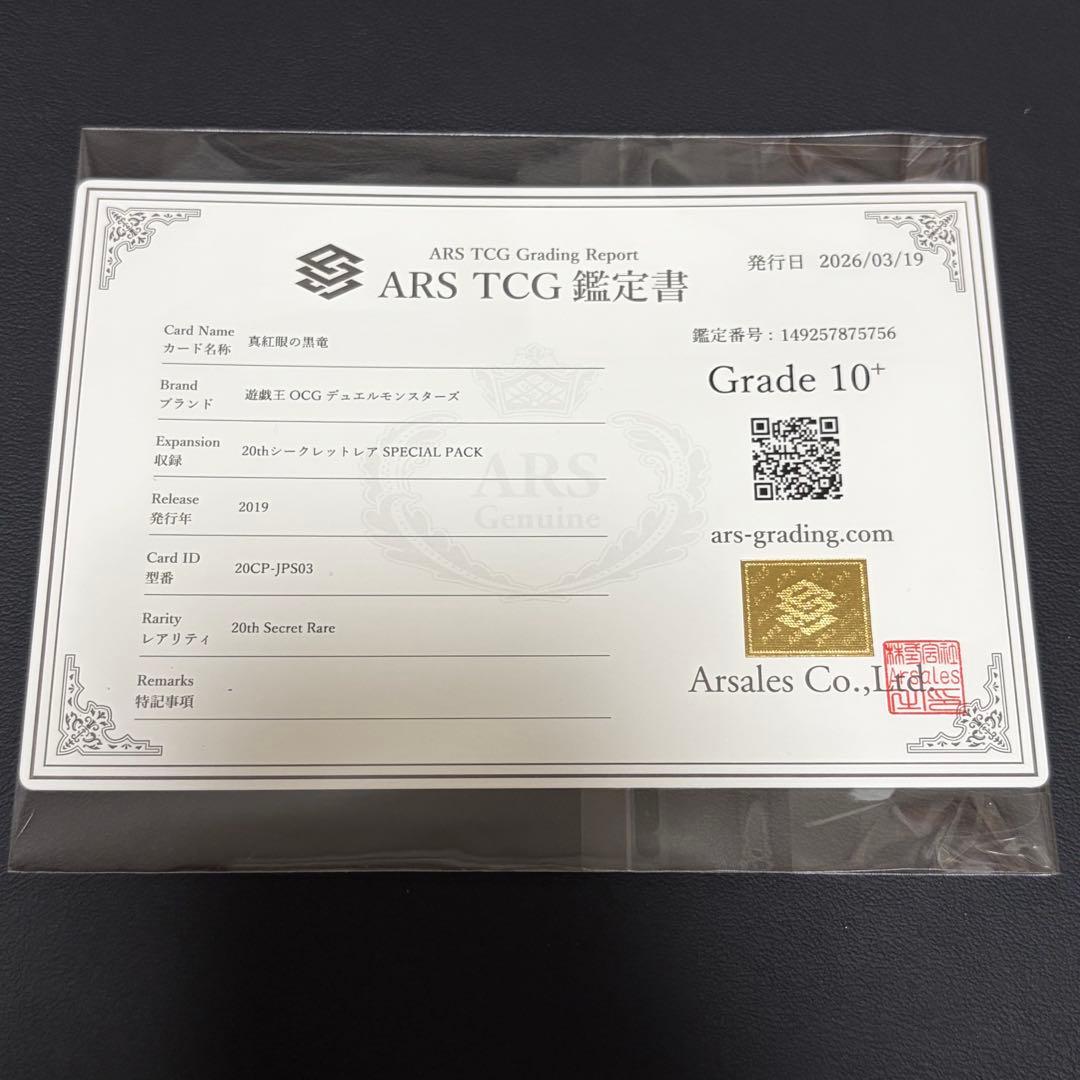 ARS TCG Grading Report
ARS TCG 鑑定書
発行日 2026/03/19
Card Name
カード名称
真紅眼の黒竜
Brand
ブランド
遊戯王 OCG デュエルモンスターズ
Expansion
収録
20thシークレットレア SPECIAL PACK
Release
発行年
2019
Card ID
型番
20CP-JPS03
Rarity
レアリティ
20th Secret Rare
Remarks
特記事項
-
ARS
Genuine
鑑定番号 : 149257875756
Grade 10+
ars-grading.com
Arsales Co.,Ltd.
株式会社
Arsales